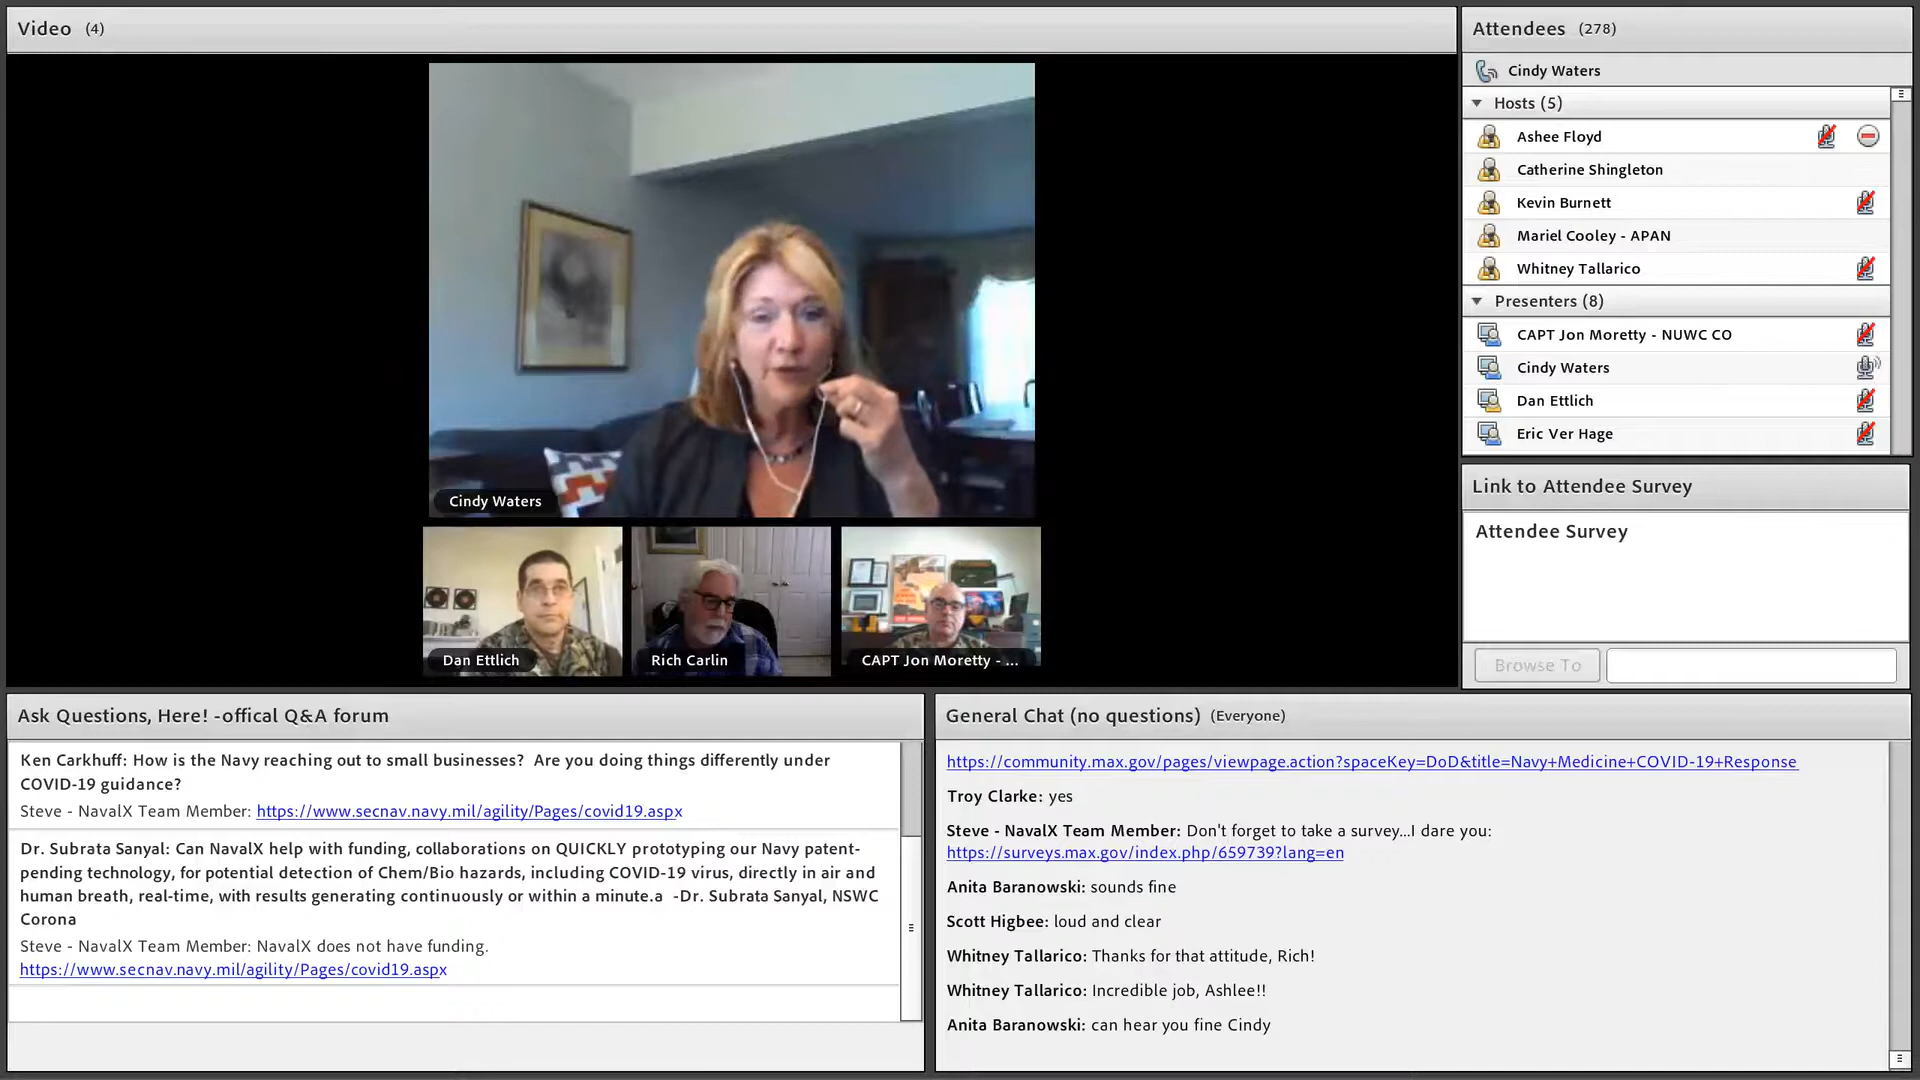 Video (4)
Cindy Waters
Dan Ettlich
Rich Carlin
CAPT Jon Moretty - ...
Attendees (278)
Cindy Waters
Hosts (5)
Ashee Floyd
Catherine Shingleton
Kevin Burnett
Mariel Cooley - APAN
Whitney Tallarico
Presenters (8)
CAPT Jon Moretty - NUWC CO
Cindy Waters
Dan Ettlich
Eric Ver Hage
Link to Attendee Survey
Attendee Survey
Browse To
Ask Questions, Here! -offical Q&A forum
Ken Carkhuff: How is the Navy reaching out to small businesses? Are you doing things differently under
COVID-19 guidance?
Steve - NavalX Team Member: https://www.secnav.navy.mil/agility/Pages/covid19.aspx
Dr. Subrata Sanyal: Can NavalX help with funding, collaborations on QUICKLY prototyping our Navy patent-
pending technology, for potential detection of Chem/Bio hazards, including COVID-19 virus, directly in air and
human breath, real-time, with results generating continuously or within a minute.a -Dr. Subrata Sanyal, NSWC
Corona
Steve - NavalX Team Member: NavalX does not have funding.
https://www.secnav.navy.mil/agility/Pages/covid19.aspx
General Chat (no questions) (Everyone)
https://community.max.gov/pages/viewpage.action?spaceKey=DoD&title=Navy+Medicine+COVID-19+Response
Troy Clarke: yes
Steve - NavalX Team Member: Don't forget to take a survey...I dare you:
https://surveys.max.gov/index.php/659739?lang=en
Anita Baranowski: sounds fine
Scott Higbee: loud and clear
Whitney Tallarico: Thanks for that attitude, Rich!
Whitney Tallarico: Incredible job, Ashlee!!
Anita Baranowski: can hear you fine Cindy